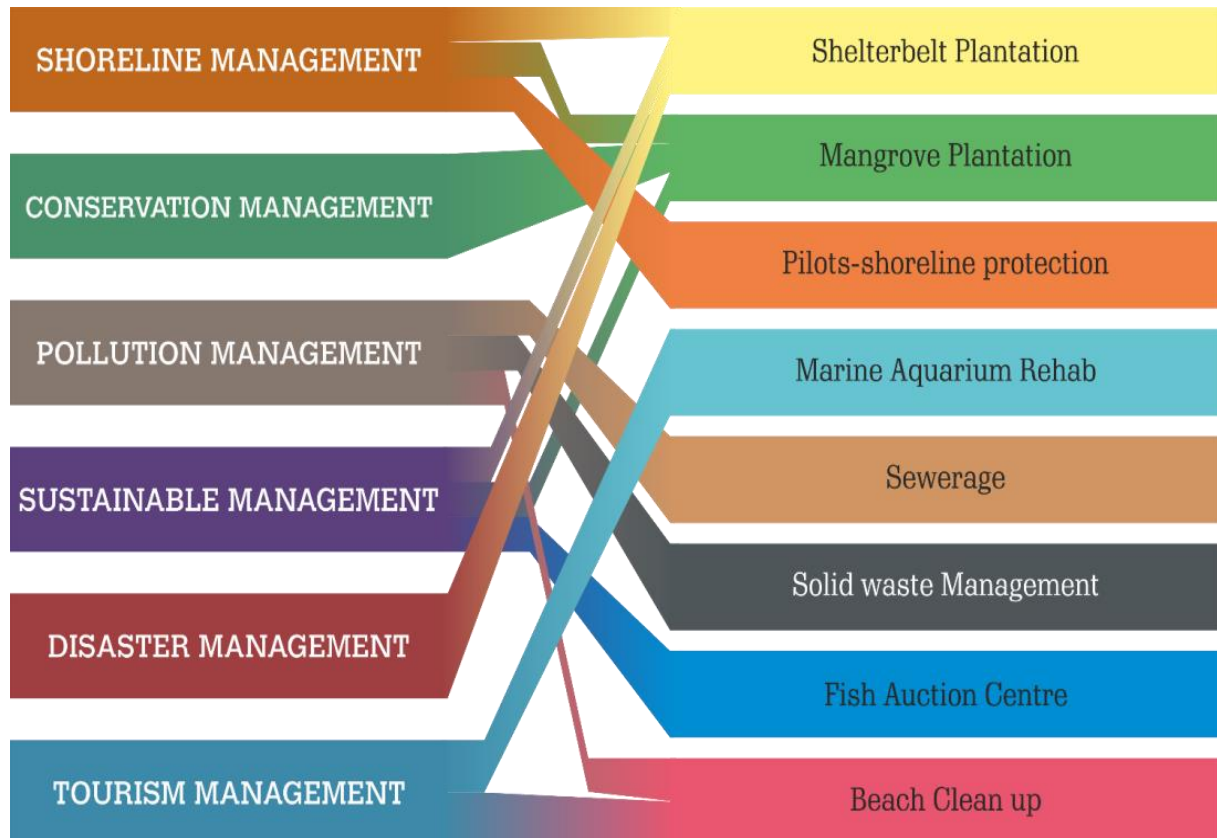 SHORELINE MANAGEMENT
CONSERVATION MANAGEMENT
POLLUTION MANAGEMENT
SUSTAINABLE MANAGEMENT
DISASTER MANAGEMENT
TOURISM MANAGEMENT
Shelterbelt Plantation
Mangrove Plantation
Pilots-shoreline protection
Marine Aquarium Rehab
Sewerage
Solid waste Management
Fish Auction Centre
Beach Clean up